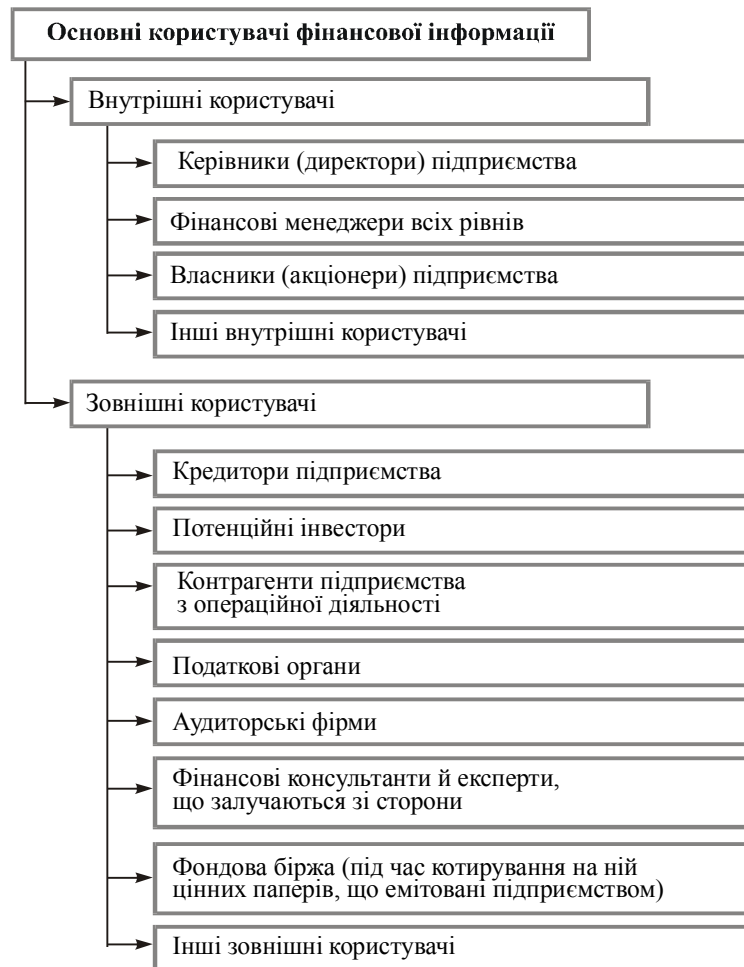 Основні користувачі фінансової інформації
Внутрішні користувачі
Керівники (директори) підприємства
Фінансові менеджери всіх рівнів
Власники (акціонери) підприємства
Інші внутрішні користувачі
Зовнішні користувачі
Кредитори підприємства
Потенційні інвестори
Контрагенти підприємства
з операційної діяльності
Податкові органи
Аудиторські фірми
Фінансові консультанти й експерти,
що залучаються зі сторони
Фондова біржа (під час котирування на ній
цінних паперів, що емітовані підприємством)
Інші зовнішні користувачі